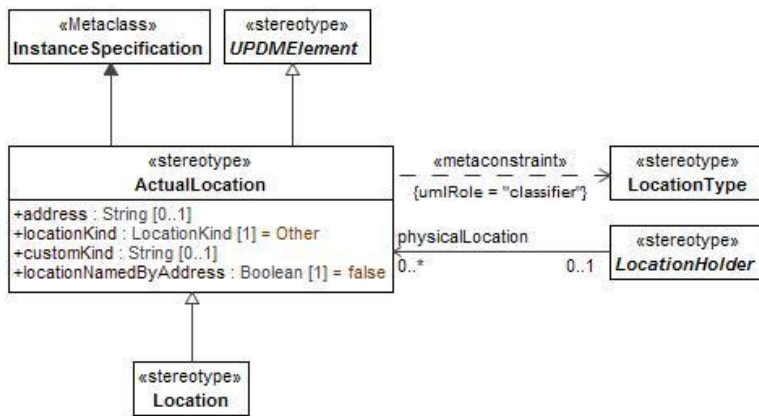 «Metaclass»
InstanceSpecification
«stereotype»
UPDMElement
«stereotype»
ActualLocation
+address : String [0..1]
+locationKind : LocationKind [1] = Other
+customKind : String [0..1]
+locationNamedByAddress : Boolean [1] = false
«metaconstraint»
{umlRole = "classifier"}
«stereotype»
LocationType
physicalLocation
0..*
0..1
«stereotype»
LocationHolder
«stereotype»
Location